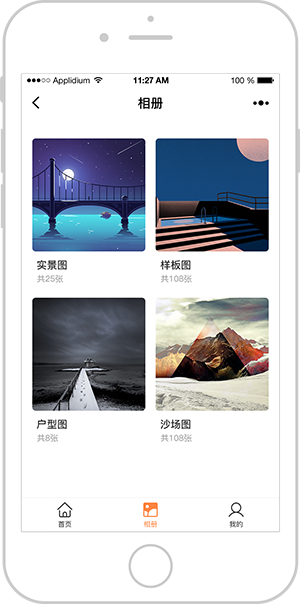 ●●●○○ Applidium 11:27 AM 100 %
相册
实景图 样板图
共25张 共108张
户型图 沙场图
共8张 共108张
首页 相册 我的